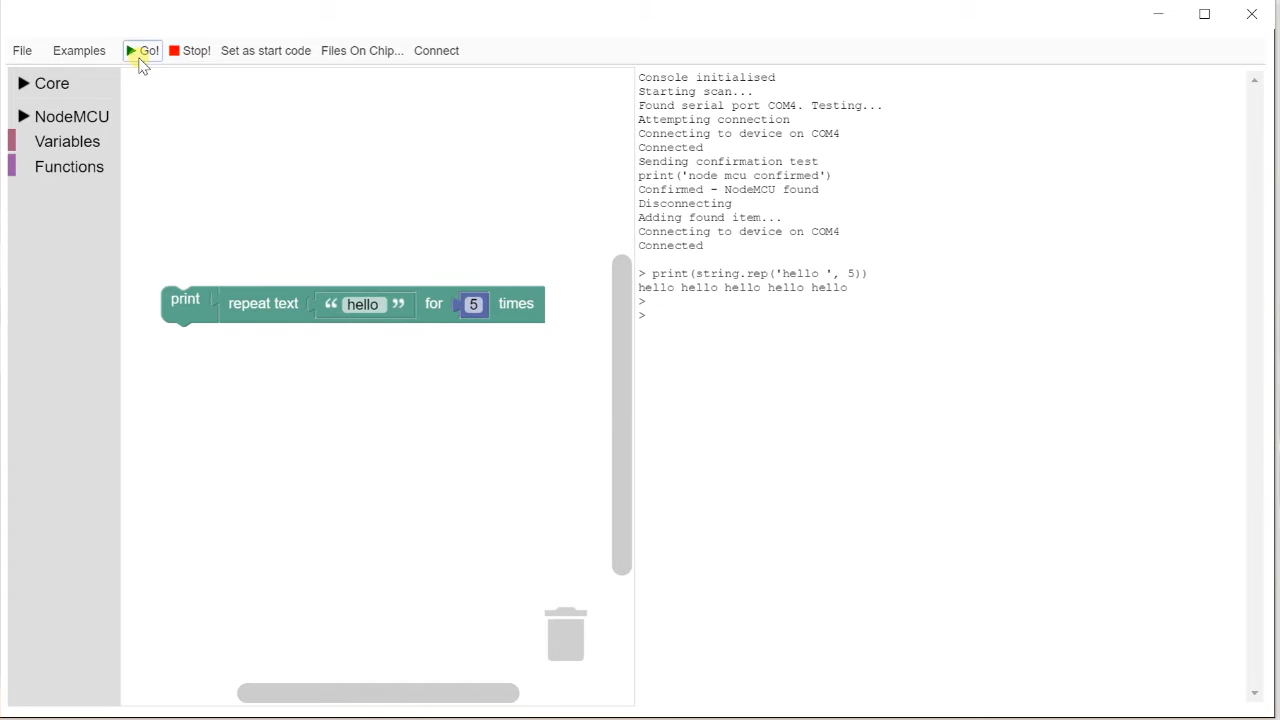 File Examples Go! Stop! Set as start code Files On Chip... Connect
Core
NodeMCU
Variables
Functions
print repeat text “ hello ” for 5 times
Console initialised
Starting scan...
Found serial port COM4. Testing...
Attempting connection
Connecting to device on COM4
Connected
Sending confirmation test
print('node mcu confirmed')
Confirmed - NodeMCU found
Disconnecting
Adding found item...
Connecting to device on COM4
Connected
> print(string.rep('hello ', 5))
hello hello hello hello hello
>
>